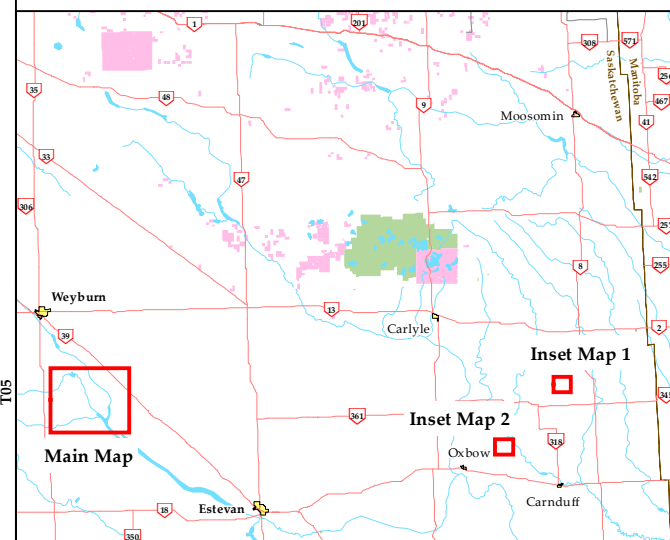 1
201
308
571
Manitoba
Saskatchewan
35
48
9
467
Moosomin
41
33
47
542
306
8
255
Weyburn
13
2
Carlyle
39
Inset Map 1
T05
361
Inset Map 2
318
Main Map
Oxbow
Carnduff
18
Estevan
350